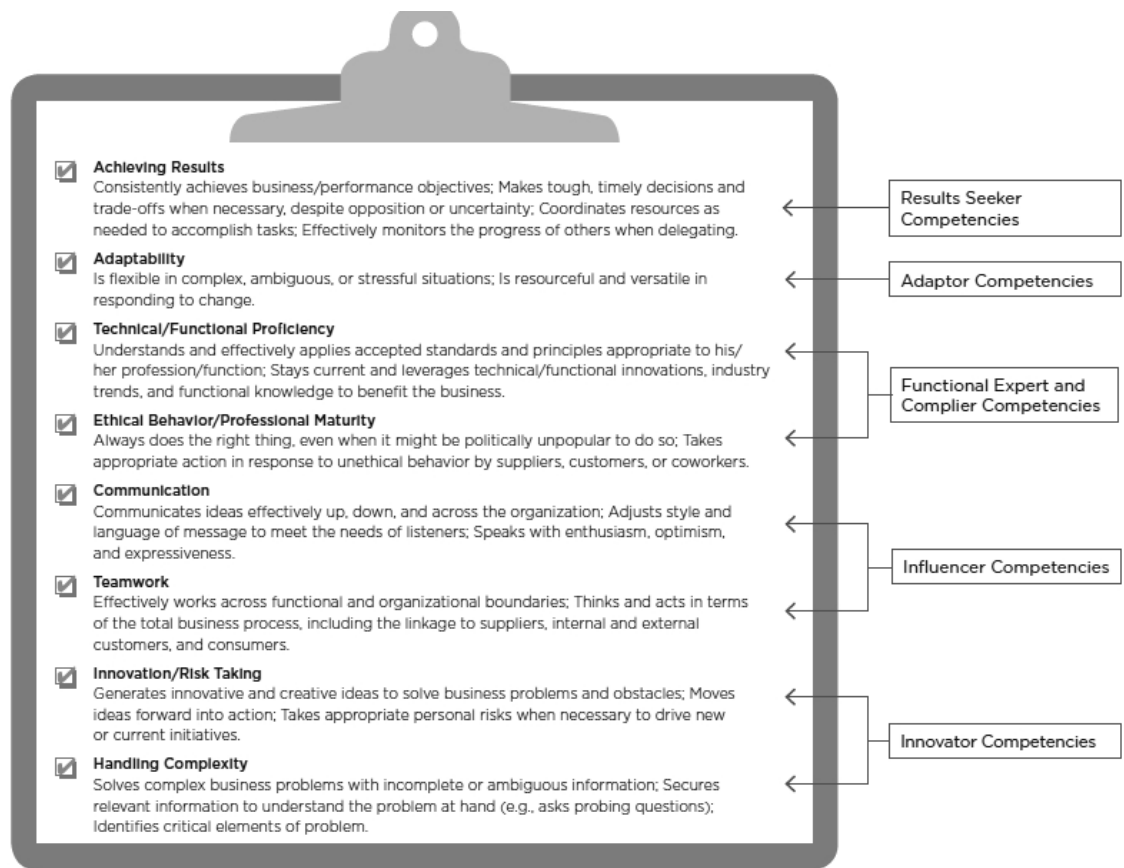 Achieving Results
Consistently achieves business/performance objectives; Makes tough, timely decisions and
trade-offs when necessary, despite opposition or uncertainty; Coordinates resources as
needed to accomplish tasks; Effectively monitors the progress of others when delegating.
Results Seeker
Competencies
Adaptability
Is flexible in complex, ambiguous, or stressful situations; Is resourceful and versatile in
responding to change.
Adaptor Competencies
Technical/Functional Proficiency
Understands and effectively applies accepted standards and principles appropriate to his/
her profession/function; Stays current and leverages technical/functional innovations, industry
trends, and functional knowledge to benefit the business.
Ethical Behavior/Professional Maturity
Always does the right thing, even when it might be politically unpopular to do so; Takes
appropriate action in response to unethical behavior by suppliers, customers, or coworkers.
Functional Expert and
Complier Competencies
Communication
Communicates ideas effectively up, down, and across the organization; Adjusts style and
language of message to meet the needs of listeners; Speaks with enthusiasm, optimism,
and expressiveness.
Teamwork
Effectively works across functional and organizational boundaries; Thinks and acts in terms
of the total business process, including the linkage to suppliers, internal and external
customers, and consumers.
Influencer Competencies
Innovation/Risk Taking
Generates innovative and creative ideas to solve business problems and obstacles; Moves
ideas forward into action; Takes appropriate personal risks when necessary to drive new
or current initiatives.
Handling Complexity
Solves complex business problems with incomplete or ambiguous information; Secures
relevant information to understand the problem at hand (e.g., asks probing questions);
Identifies critical elements of problem.
Innovator Competencies